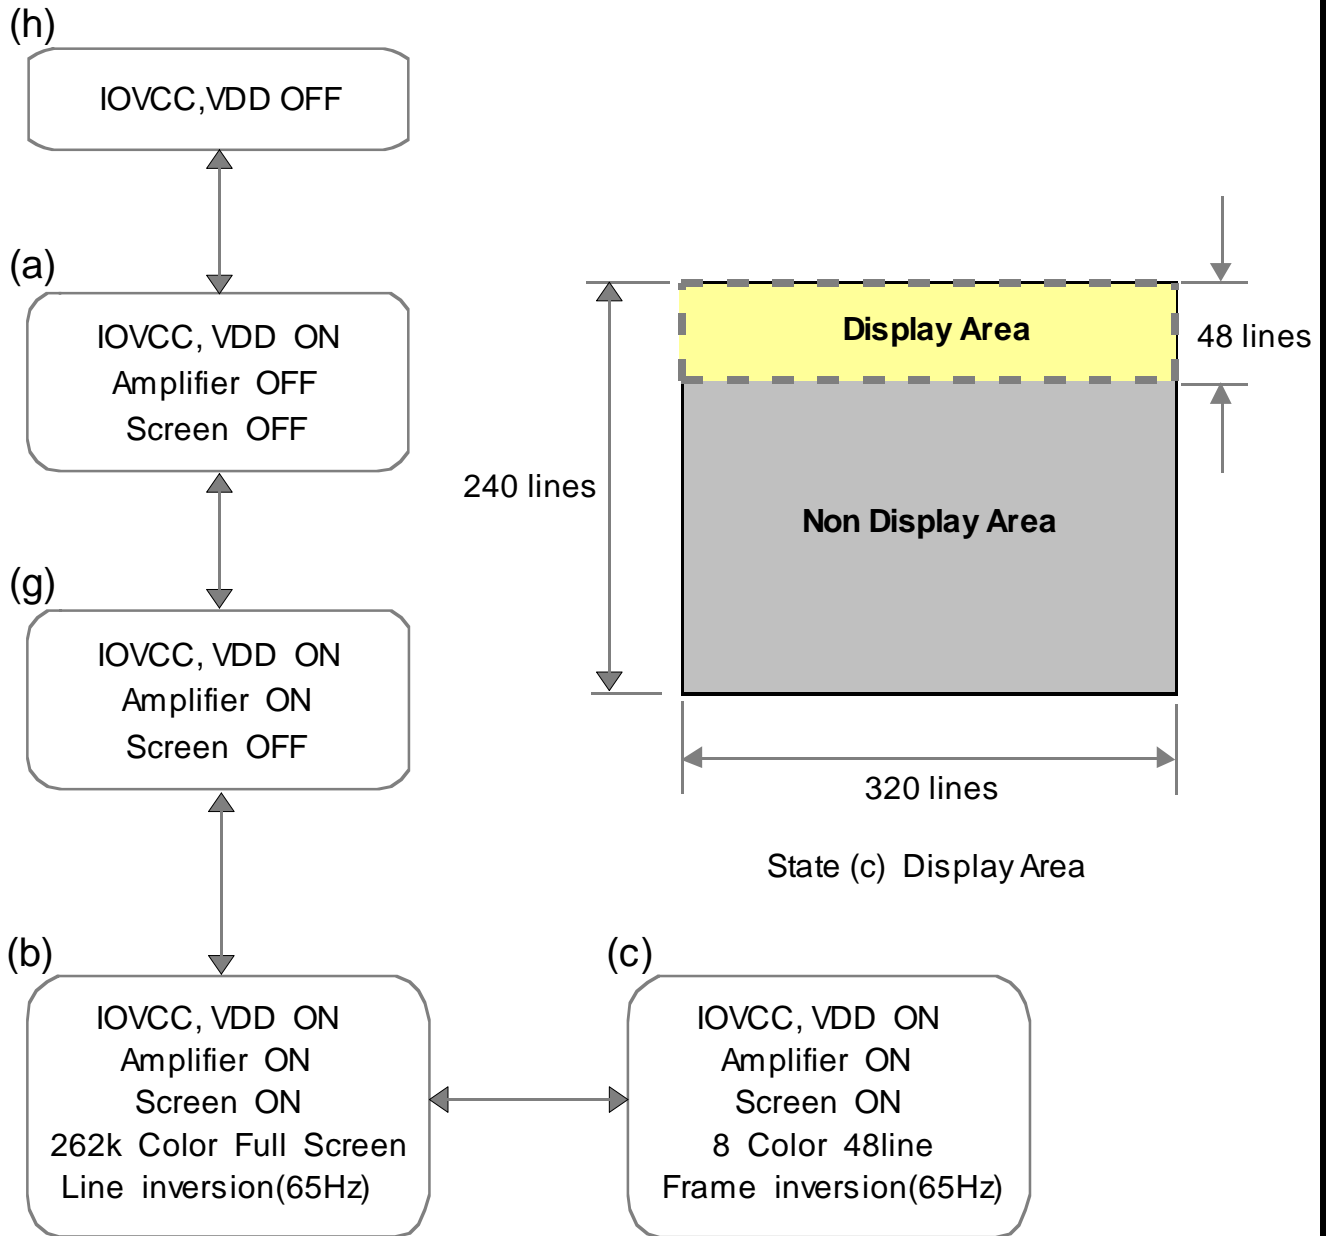 (h)
IOVCC,VDD OFF
(a)
IOVCC, VDD ON
Amplifier OFF
Screen OFF
(g)
IOVCC, VDD ON
Amplifier ON
Screen OFF
Display Area
48 lines
240 lines
Non Display Area
320 lines
State (c) Display Area
(b)
IOVCC, VDD ON
Amplifier ON
Screen ON
262k Color Full Screen
Line inversion(65Hz)
(c)
IOVCC, VDD ON
Amplifier ON
Screen ON
8 Color 48line
Frame inversion(65Hz)